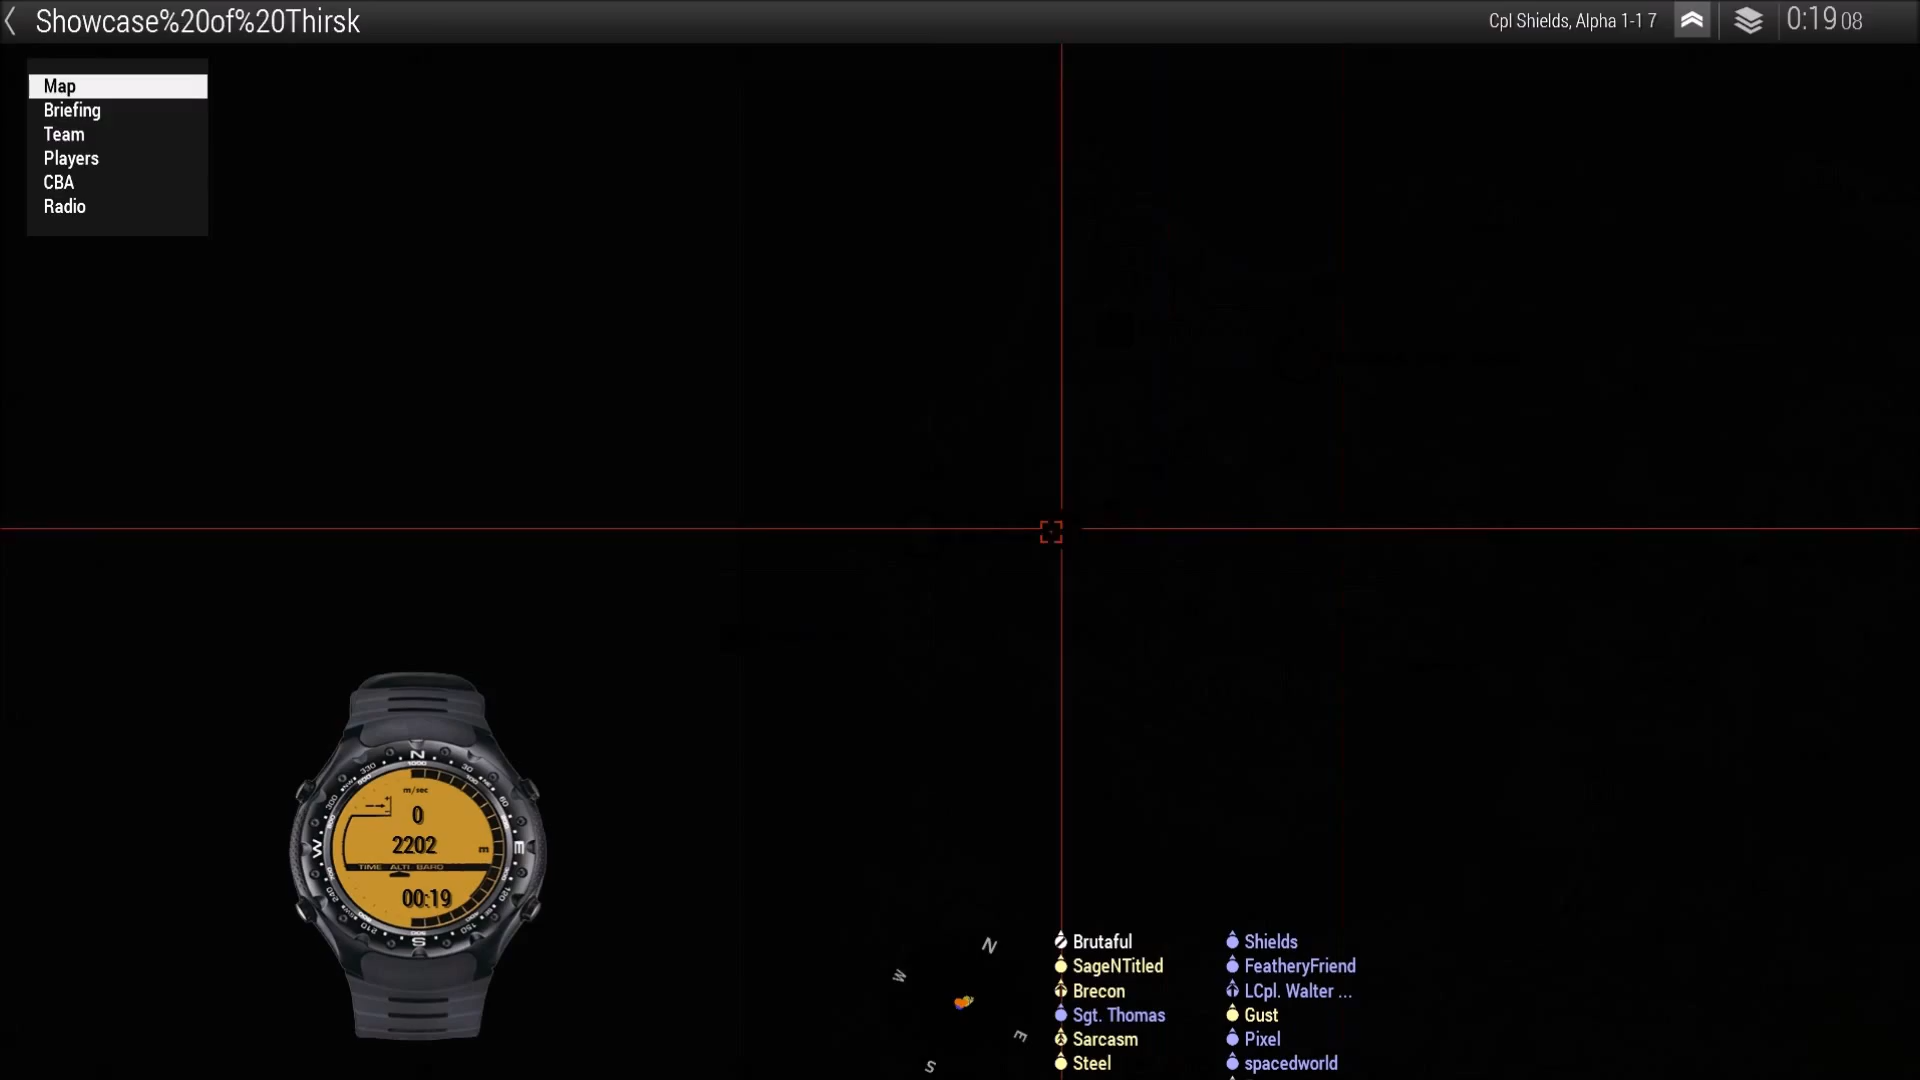 Showcase%20of%20Thirsk
Cpl Shields, Alpha 1-1 7
0:19 08
Map
Briefing
Team
Players
CBA
Radio
N
E
S
W
m/sec
0
2202 m
TIME ALTI BARO
00:19
N
W
E
S
Brutaful
SageNTitled
Brecon
Sgt. Thomas
Sarcasm
Steel
Shields
FeatheryFriend
LCpl. Walter ...
Gust
Pixel
spacedworld